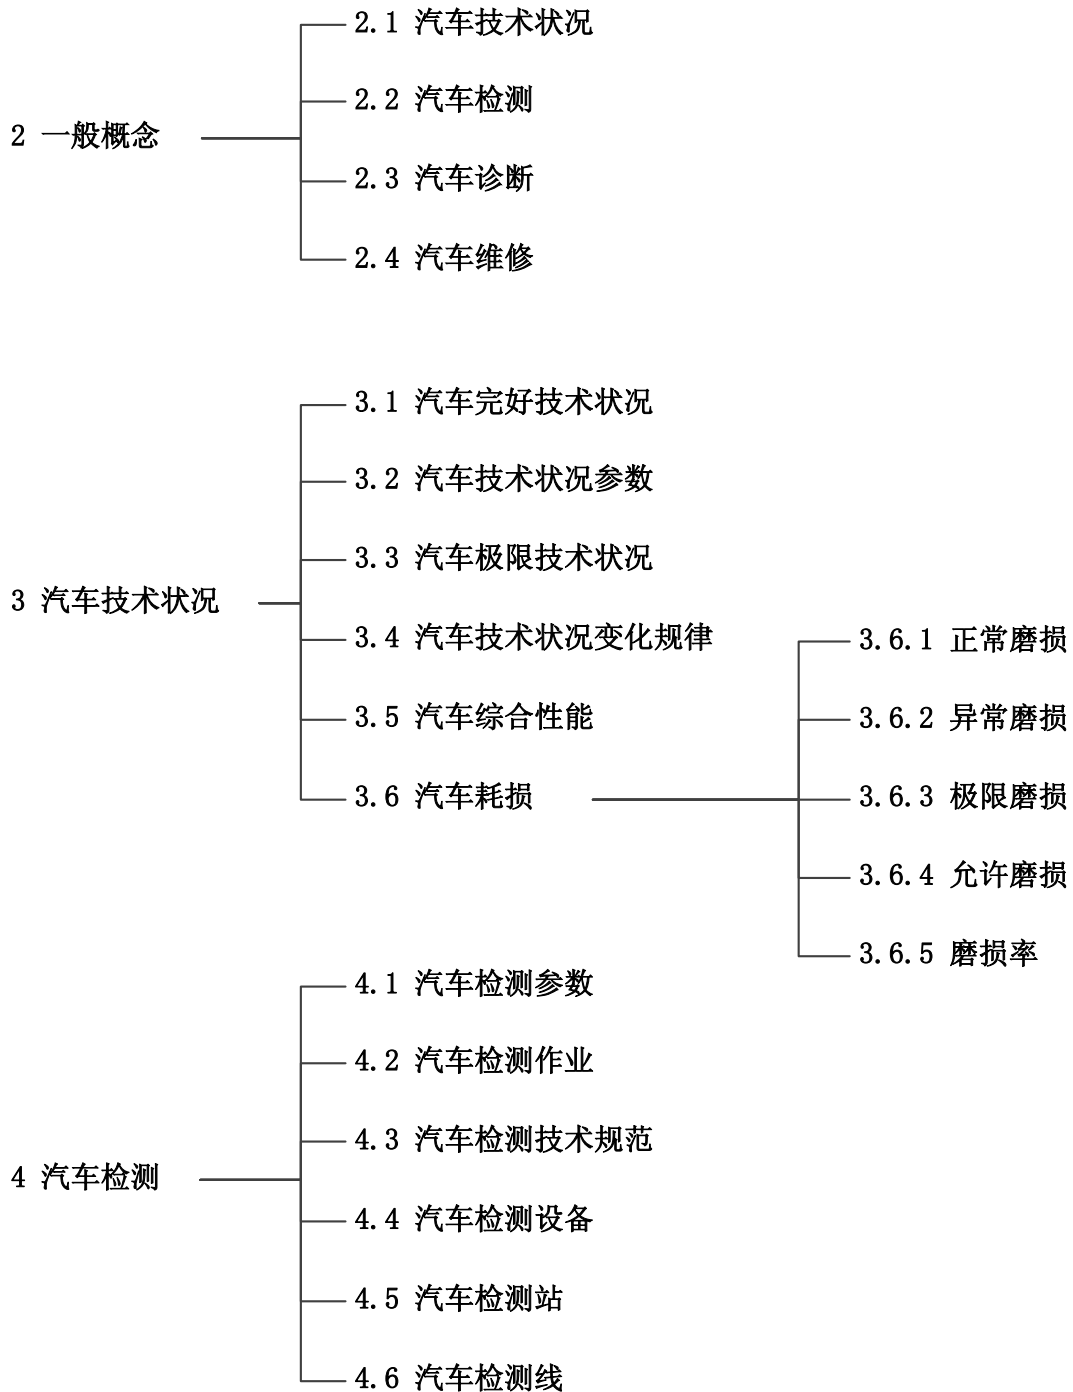 2 一般概念
2.1 汽车技术状况
2.2 汽车检测
2.3 汽车诊断
2.4 汽车维修
3 汽车技术状况
3.1 汽车完好技术状况
3.2 汽车技术状况参数
3.3 汽车极限技术状况
3.4 汽车技术状况变化规律
3.5 汽车综合性能
3.6 汽车耗损
3.6.1 正常磨损
3.6.2 异常磨损
3.6.3 极限磨损
3.6.4 允许磨损
3.6.5 磨损率
4 汽车检测
4.1 汽车检测参数
4.2 汽车检测作业
4.3 汽车检测技术规范
4.4 汽车检测设备
4.5 汽车检测站
4.6 汽车检测线